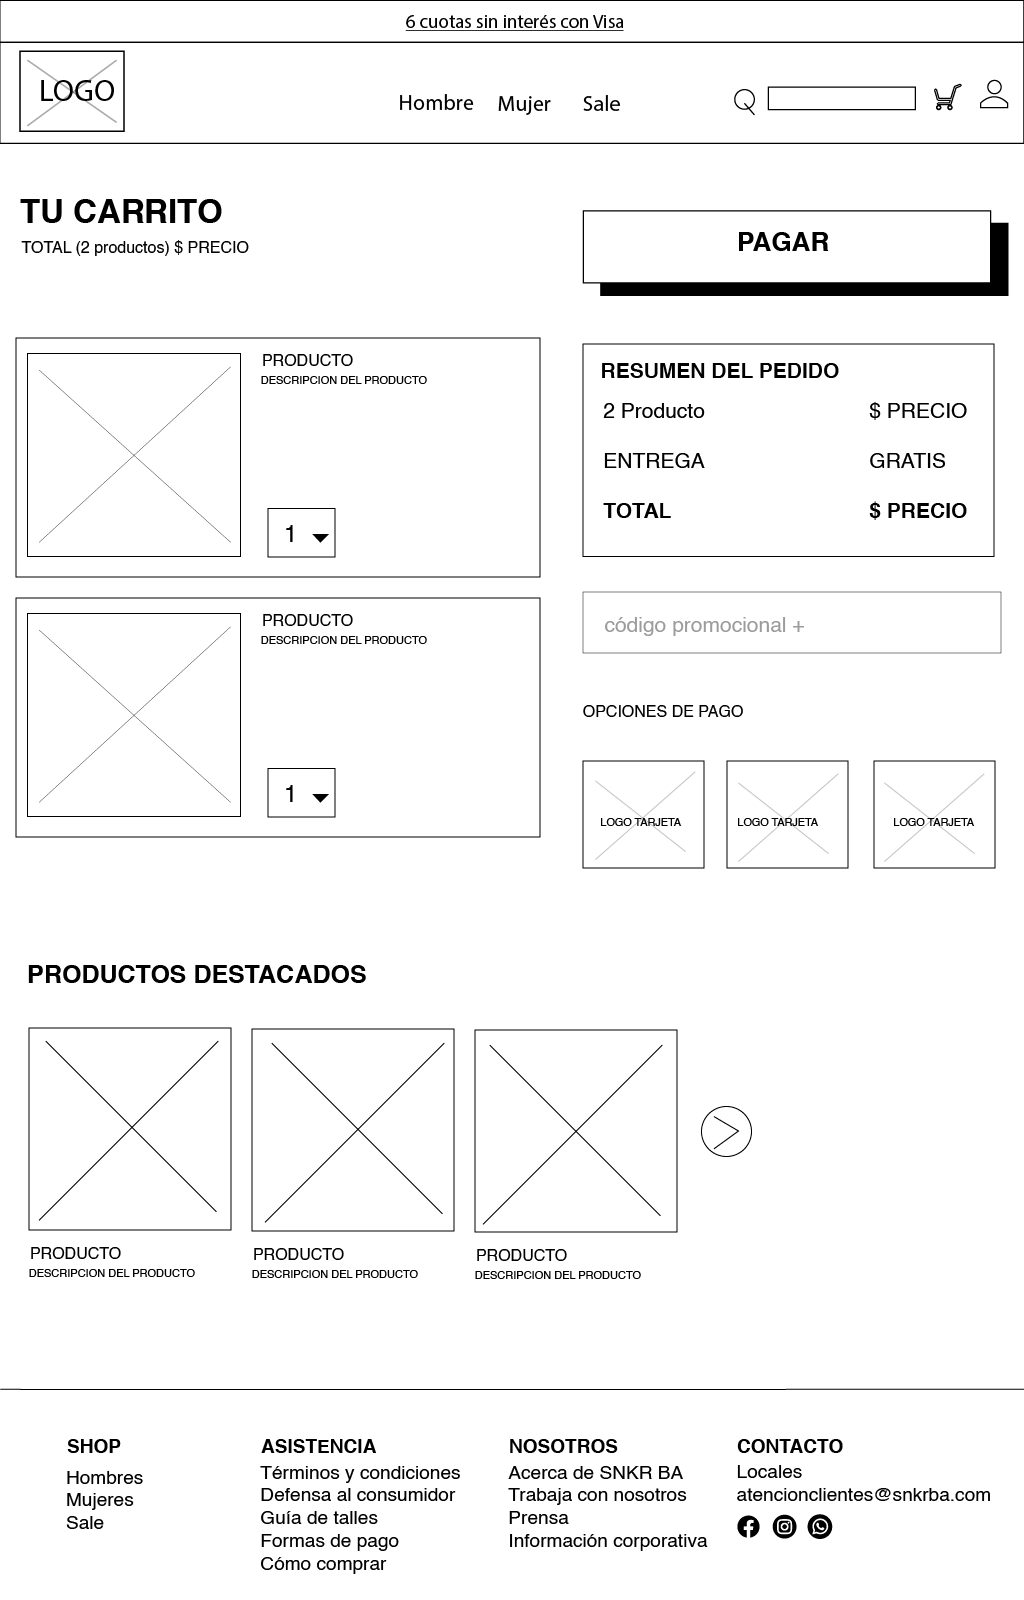 6 cuotas sin interés con Visa
LOGO
Hombre Mujer Sale
TU CARRITO
TOTAL (2 productos) $ PRECIO
PAGAR
PRODUCTO
DESCRIPCION DEL PRODUCTO
1
PRODUCTO
DESCRIPCION DEL PRODUCTO
1
RESUMEN DEL PEDIDO
2 Producto $ PRECIO
ENTREGA GRATIS
TOTAL $ PRECIO
código promocional +
OPCIONES DE PAGO
LOGO TARJETA LOGO TARJETA LOGO TARJETA
PRODUCTOS DESTACADOS
PRODUCTO
DESCRIPCION DEL PRODUCTO
PRODUCTO
DESCRIPCION DEL PRODUCTO
PRODUCTO
DESCRIPCION DEL PRODUCTO
SHOP
Hombres
Mujeres
Sale
ASISTENCIA
Términos y condiciones
Defensa al consumidor
Guía de talles
Formas de pago
Cómo comprar
NOSOTROS
Acerca de SNKR BA
Trabaja con nosotros
Prensa
Información corporativa
CONTACTO
Locales
atencionclientes@snkrba.com